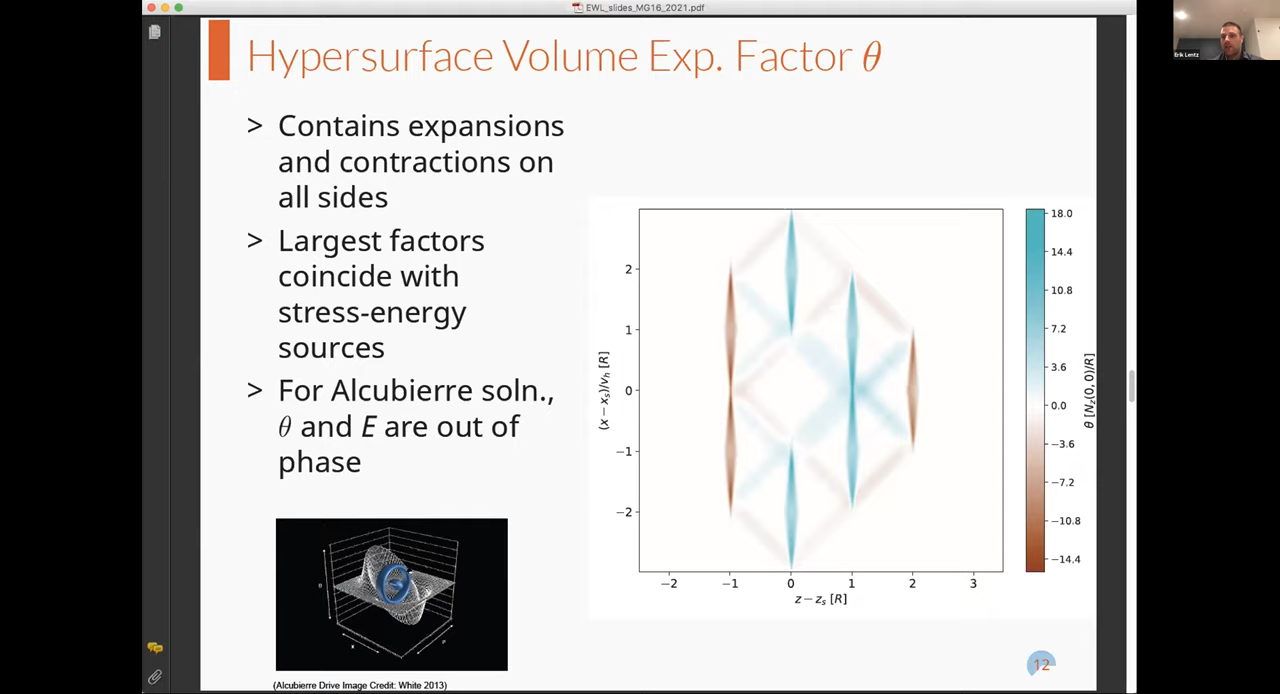 EWL_slides_MG16_2021.pdf
Erik Lentz
Hypersurface Volume Exp. Factor θ
> Contains expansions
and contractions on
all sides
> Largest factors
coincide with
stress-energy
sources
> For Alcubierre soln.,
θ and E are out of
phase
(Alcubierre Drive Image Credit: White 2013)
2
1
0
−1
−2
(x − xₛ)/vₕ [R]
−2 −1 0 1 2 3
z − zₛ [R]
18.0
14.4
10.8
7.2
3.6
0.0
−3.6
−7.2
−10.8
−14.4
θ [N_z(0, 0)/R]
12